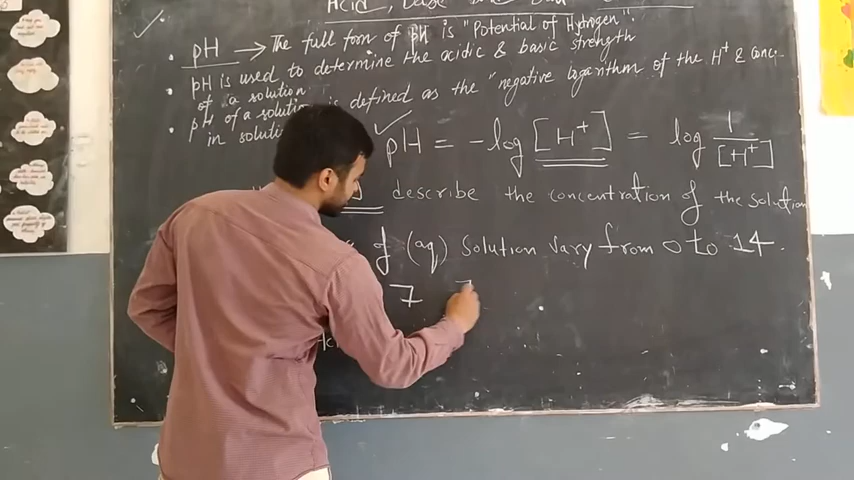 Acid, base and
pH → The full form of pH is "Potential of Hydrogen".
pH is used to determine the acidic & basic strength
of a solution
pH of a solution is defined as the "negative logarithm of the H+ & conc.
in solution
pH = -log [H+] = log 1/[H+]
describe the concentration of the solution
of (aq) Solution vary from 0 to 14.
7 7